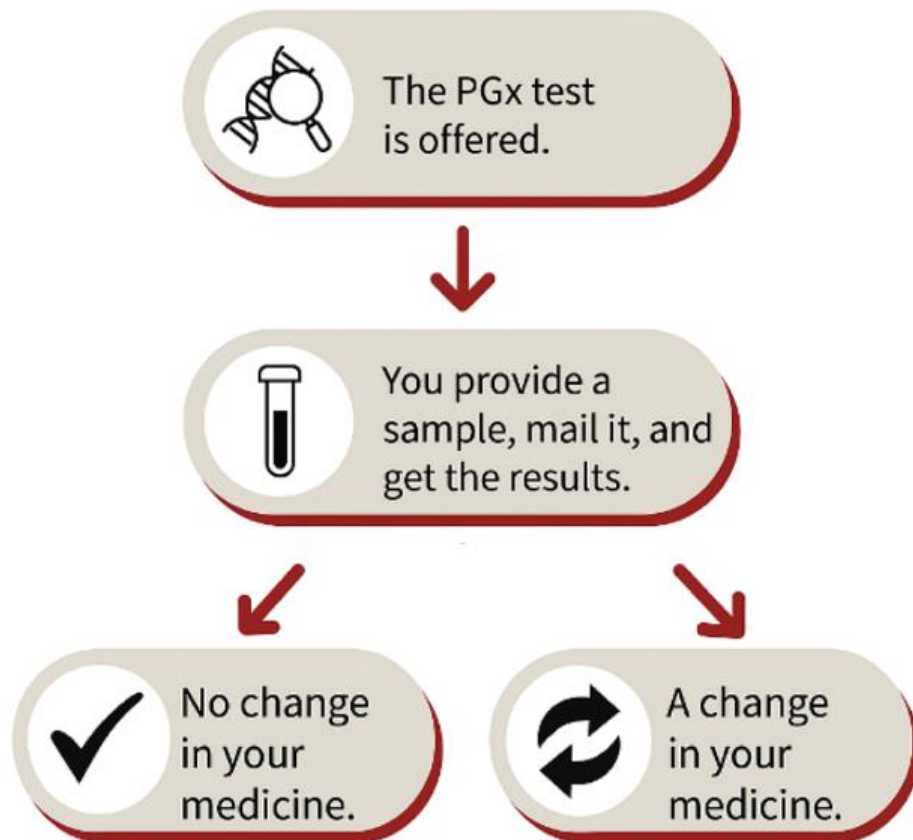 The PGx test
is offered.
You provide a
sample, mail it, and
get the results.
No change
in your
medicine.
A change
in your
medicine.